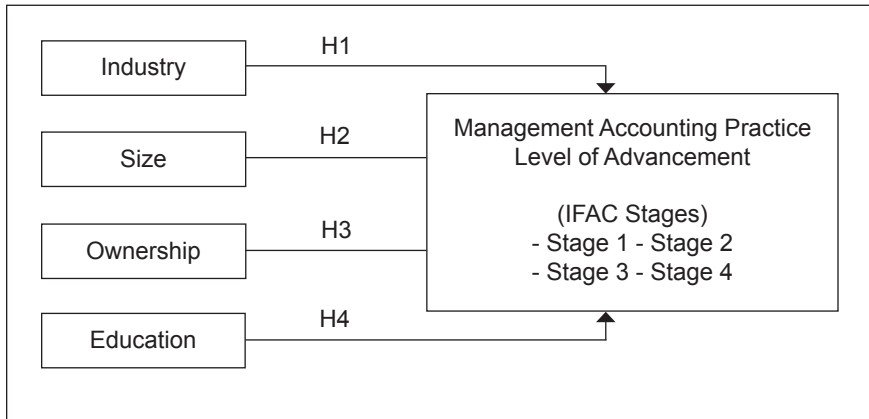 Industry
H1
Size
H2
Ownership
H3
Education
H4
Management Accounting Practice
Level of Advancement
(IFAC Stages)
- Stage 1 - Stage 2
- Stage 3 - Stage 4